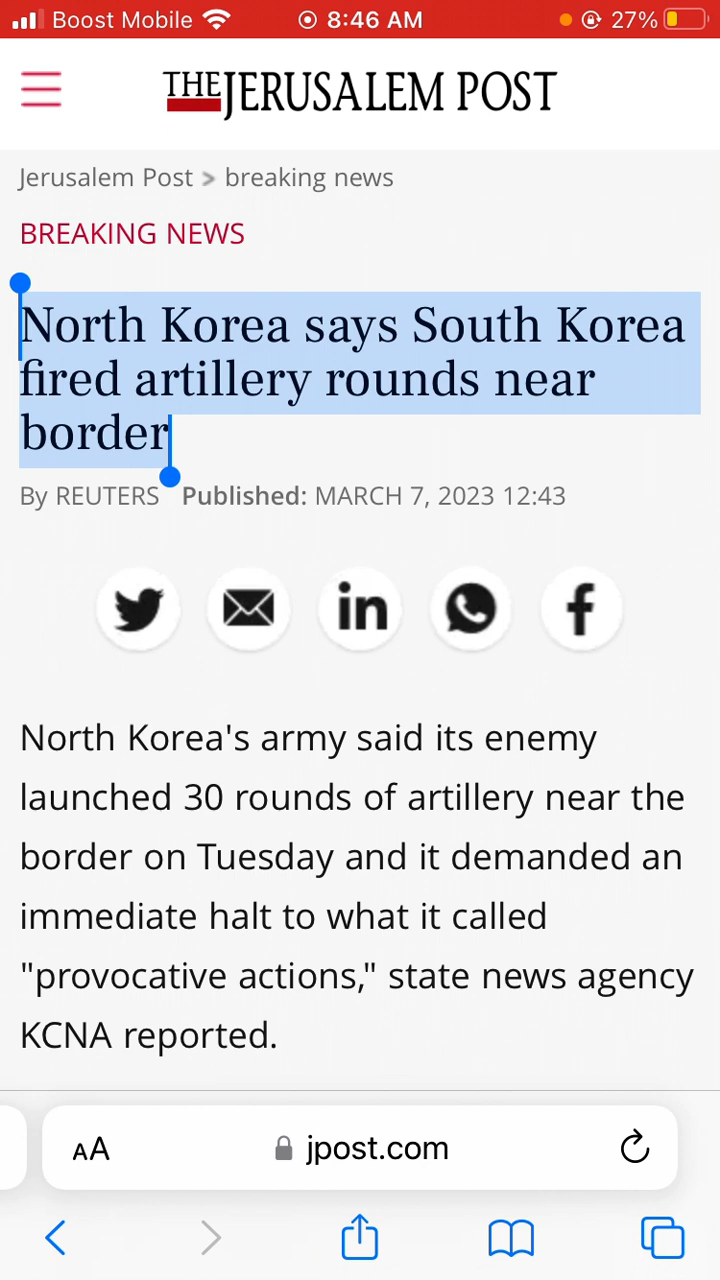 Boost Mobile 8:46 AM 27%
THE JERUSALEM POST
Jerusalem Post > breaking news
BREAKING NEWS
North Korea says South Korea
fired artillery rounds near
border
By REUTERS Published: MARCH 7, 2023 12:43
in f
North Korea's army said its enemy
launched 30 rounds of artillery near the
border on Tuesday and it demanded an
immediate halt to what it called
"provocative actions," state news agency
KCNA reported.
AA jpost.com